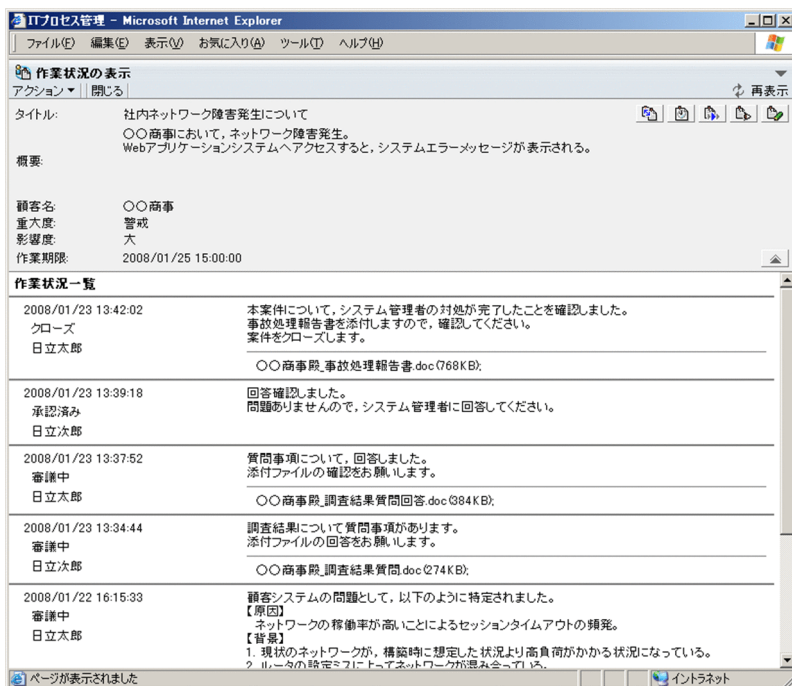 ITプロセス管理 - Microsoft Internet Explorer
ファイル(F) 編集(E) 表示(V) お気に入り(A) ツール(T) ヘルプ(H)
作業状況の表示
アクション▼ 閉じる 再表示
タイトル: 社内ネットワーク障害発生について
〇〇商事において,ネットワーク障害発生。
Webアプリケーションシステムへアクセスすると,システムエラーメッセージが表示される。
概要:
顧客名: 〇〇商事
重大度: 警戒
影響度: 大
作業期限: 2008/01/25 15:00:00
作業状況一覧
2008/01/23 13:42:02 本案件について,システム管理者の対処が完了したことを確認しました。
クローズ 事故処理報告書を添付しますので,確認してください。
日立太郎 案件をクローズします。
〇〇商事殿_事故処理報告書.doc(768KB);
2008/01/23 13:39:18 回答確認しました。
承認済み 問題ありませんので,システム管理者に回答してください。
日立次郎
2008/01/23 13:37:52 質問事項について,回答しました。
審議中 添付ファイルの確認をお願いします。
日立太郎 〇〇商事殿_調査結果質問回答.doc(384KB);
2008/01/23 13:34:44 調査結果について質問事項があります。
審議中 添付ファイルの回答をお願いします。
日立次郎 〇〇商事殿_調査結果質問.doc(274KB);
2008/01/22 16:15:33 顧客システムの問題として,以下のように特定されました。
審議中 【原因】
ネットワークの稼働率が高いことによるセッションタイムアウトの頻発。
日立太郎 【背景】
1. 現状のネットワークが,構築時に想定した状況より高負荷がかかる状況になっている。
2. ルータの設定ミスによってネットワークが混み合っている。
ページが表示されました イントラネット